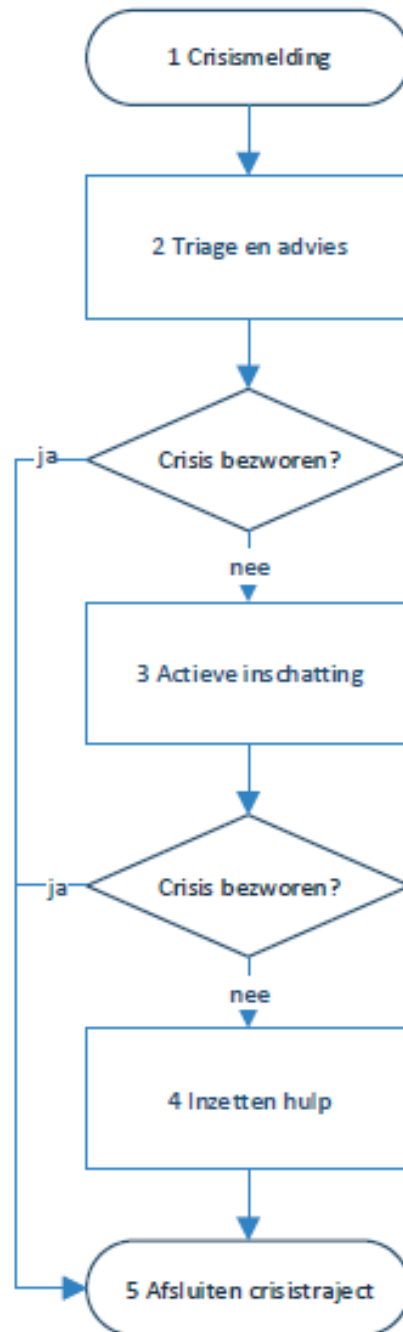 1 Crisismelding
2 Triage en advies
Crisis bezworen?
ja
nee
3 Actieve inschatting
Crisis bezworen?
ja
nee
4 Inzetten hulp
5 Afsluiten crisistraject